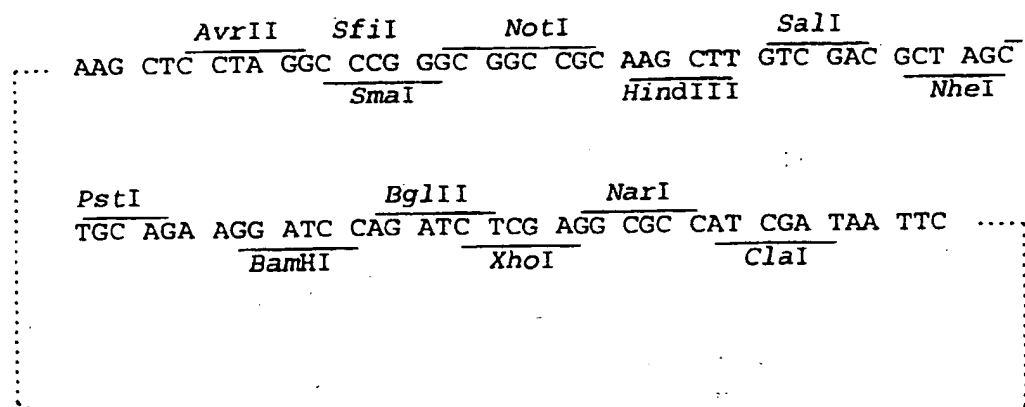 AvrII SfiI NotI SalI
..... AAG CTC CTA GGC CCG GGC GGC CGC AAG CTT GTC GAC GCT AGC
SmaI HindIII NheI
PstI BglII NarI
TGC AGA AGG ATC CAG ATC TCG AGG CGC CAT CGA TAA TTC .....
BamHI XhoI ClaI